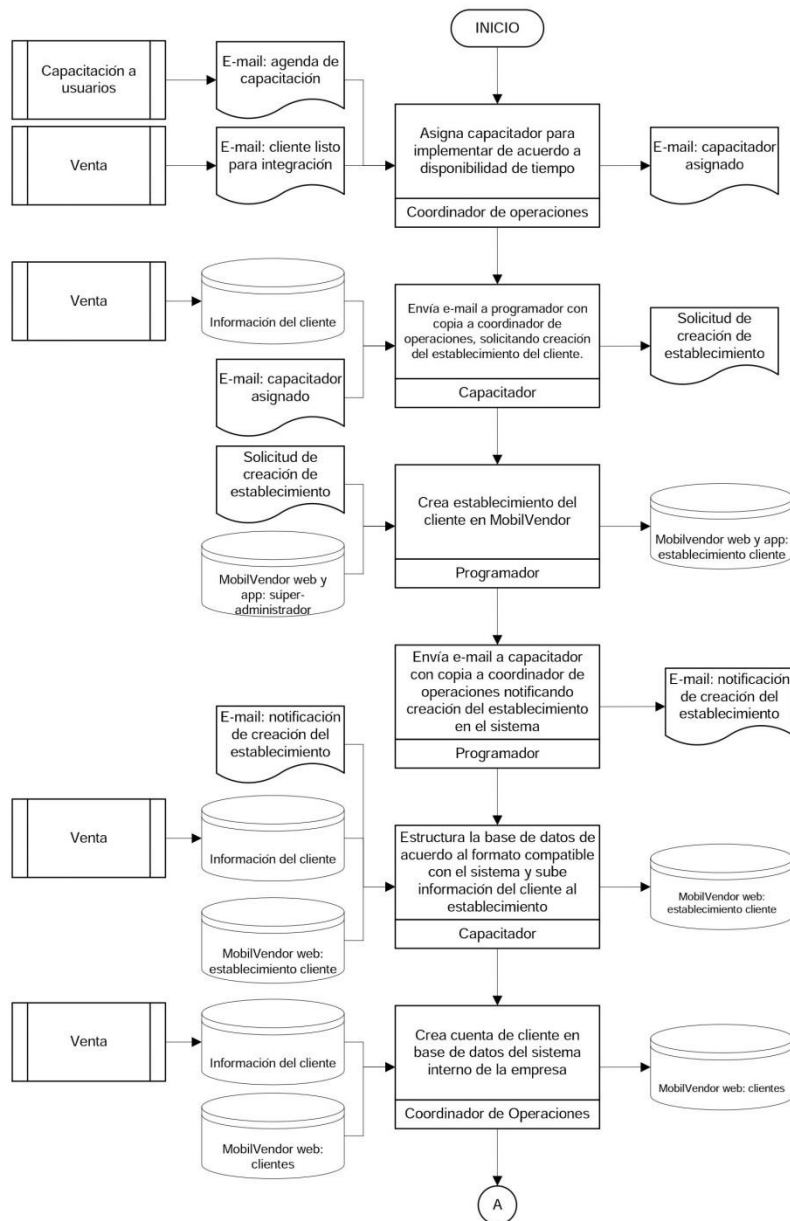 INICIO
Capacitación a
usuarios
E-mail: agenda de
capacitación
Venta
E-mail: cliente listo
para integración
Asigna capacitador para
implementar de acuerdo a
disponibilidad de tiempo
Coordinador de operaciones
E-mail: capacitador
asignado
Venta
Información del cliente
E-mail: capacitador
asignado
Envía e-mail a programador con
copia a coordinador de
operaciones, solicitando creación
del establecimiento del cliente.
Capacitador
Solicitud de
creación de
establecimiento
Solicitud de
creación de
establecimiento
MobilVendor web y
app: súper-
administrador
Crea establecimiento del
cliente en MobilVendor
Programador
Mobilvendor web y app:
establecimiento cliente
Envía e-mail a capacitador
con copia a coordinador de
operaciones notificando
creación del establecimiento
en el sistema
Programador
E-mail: notificación
de creación del
establecimiento
E-mail: notificación
de creación del
establecimiento
Venta
Información del cliente
MobilVendor web:
establecimiento cliente
Estructura la base de datos de
acuerdo al formato compatible
con el sistema y sube
información del cliente al
establecimiento
Capacitador
MobilVendor web:
establecimiento cliente
Venta
Información del cliente
MobilVendor web:
clientes
Crea cuenta de cliente en
base de datos del sistema
interno de la empresa
Coordinador de Operaciones
MobilVendor web: clientes
A